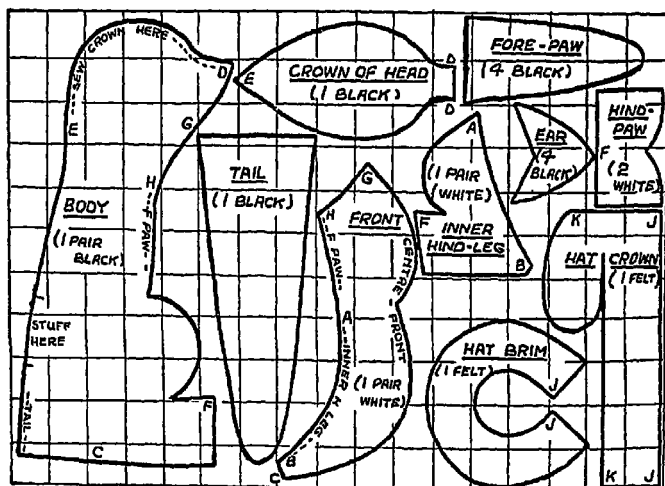 SEW CROWN HERE
D
E
G
H
F PAW
BODY
(1 PAIR
BLACK)
STUFF
HERE
TAIL
C
F
E
CROWN OF HEAD
(1 BLACK)
D
D
FORE-PAW
(4 BLACK)
TAIL
(1 BLACK)
G
H
F PAW
FRONT
CENTRE
FRONT
A
INNER H LEG
(1 PAIR
WHITE)
B
C
A
(1 PAIR
(WHITE)
F
INNER
HIND-LEG
B
EAR
(4
BLACK)
HIND-
PAW
F
(2
WHITE)
K
J
HAT CROWN
(1 FELT)
K
J
HAT BRIM
(1 FELT)
J
J